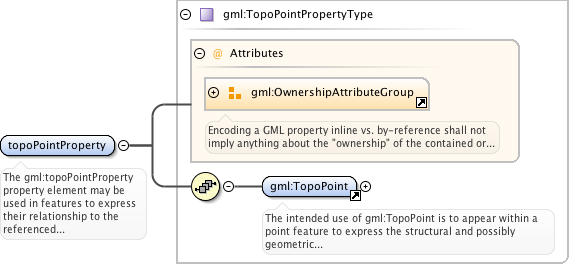 gml:TopoPointPropertyType
@ Attributes
gml:OwnershipAttributeGroup
Encoding a GML property inline vs. by-reference shall not
imply anything about the "ownership" of the contained or...
topoPointProperty
The gml:topoPointProperty
property element may be
used in features to express
their relationship to the
referenced...
gml:TopoPoint
The intended use of gml:TopoPoint is to appear within a
point feature to express the structural and possibly
geometric...